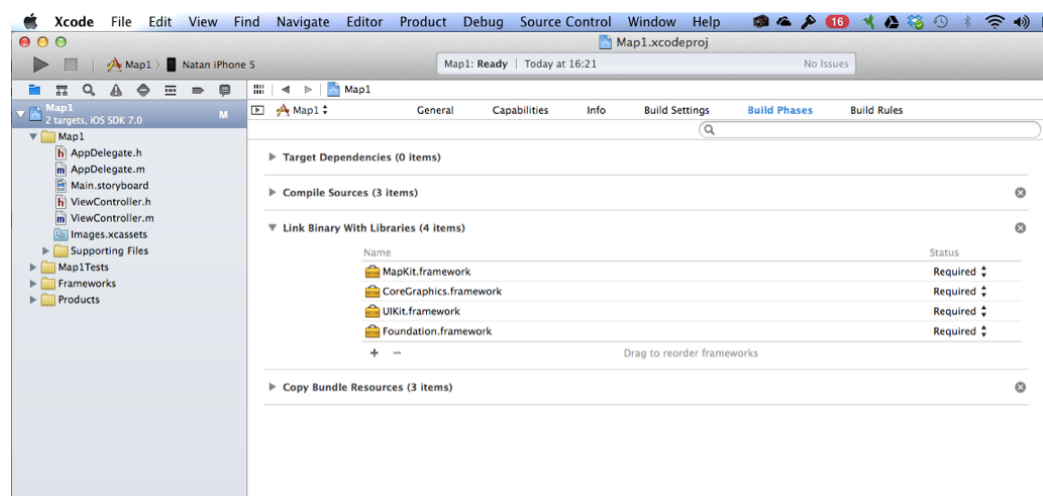 Xcode File Edit View Find Navigate Editor Product Debug Source Control Window Help 16
Map1.xcodeproj
Map1 Natan iPhone 5
Map1: Ready | Today at 16:21 No Issues
Map1
Map1
2 targets, iOS SDK 7.0
M
Map1 General Capabilities Info Build Settings Build Phases Build Rules
Map1
h AppDelegate.h
m AppDelegate.m
Main.storyboard
h ViewController.h
m ViewController.m
Images.xcassets
Supporting Files
Map1Tests
Frameworks
Products
Target Dependencies (0 items)
Compile Sources (3 items)
Link Binary With Libraries (4 items)
Name Status
MapKit.framework Required
CoreGraphics.framework Required
UIKit.framework Required
Foundation.framework Required
+ − Drag to reorder frameworks
Copy Bundle Resources (3 items)